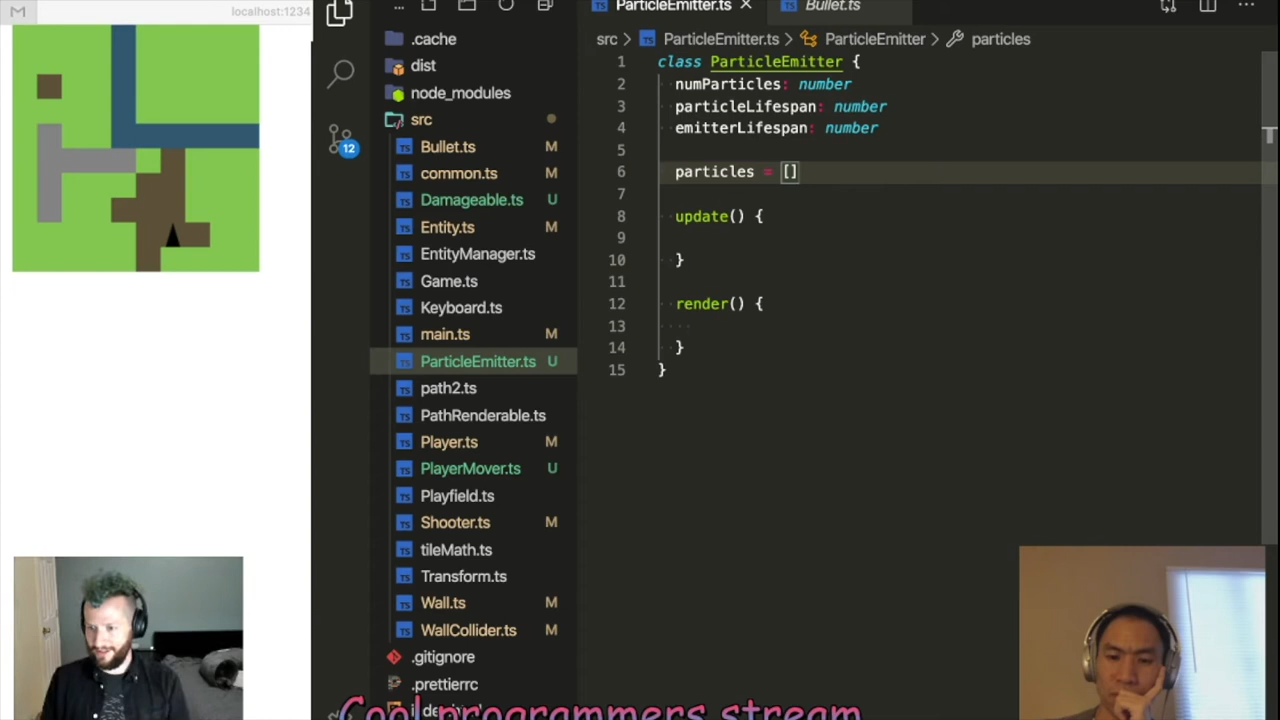 localhost:1234
...
ParticleEmitter.ts
Bullet.ts
src > ParticleEmitter.ts > ParticleEmitter > particles
12
.cache
dist
node_modules
src
Bullet.ts M
common.ts M
Damageable.ts U
Entity.ts M
EntityManager.ts
Game.ts
Keyboard.ts
main.ts M
ParticleEmitter.ts U
path2.ts
PathRenderable.ts
Player.ts M
PlayerMover.ts U
Playfield.ts
Shooter.ts M
tileMath.ts
Transform.ts
Wall.ts M
WallCollider.ts M
.gitignore
.prettierrc
1 class ParticleEmitter {
2 numParticles: number
3 particleLifespan: number
4 emitterLifespan: number
5
6 particles = []
7
8 update() {
9
10 }
11
12 render() {
13
14 }
15 }
Cool programmers stream